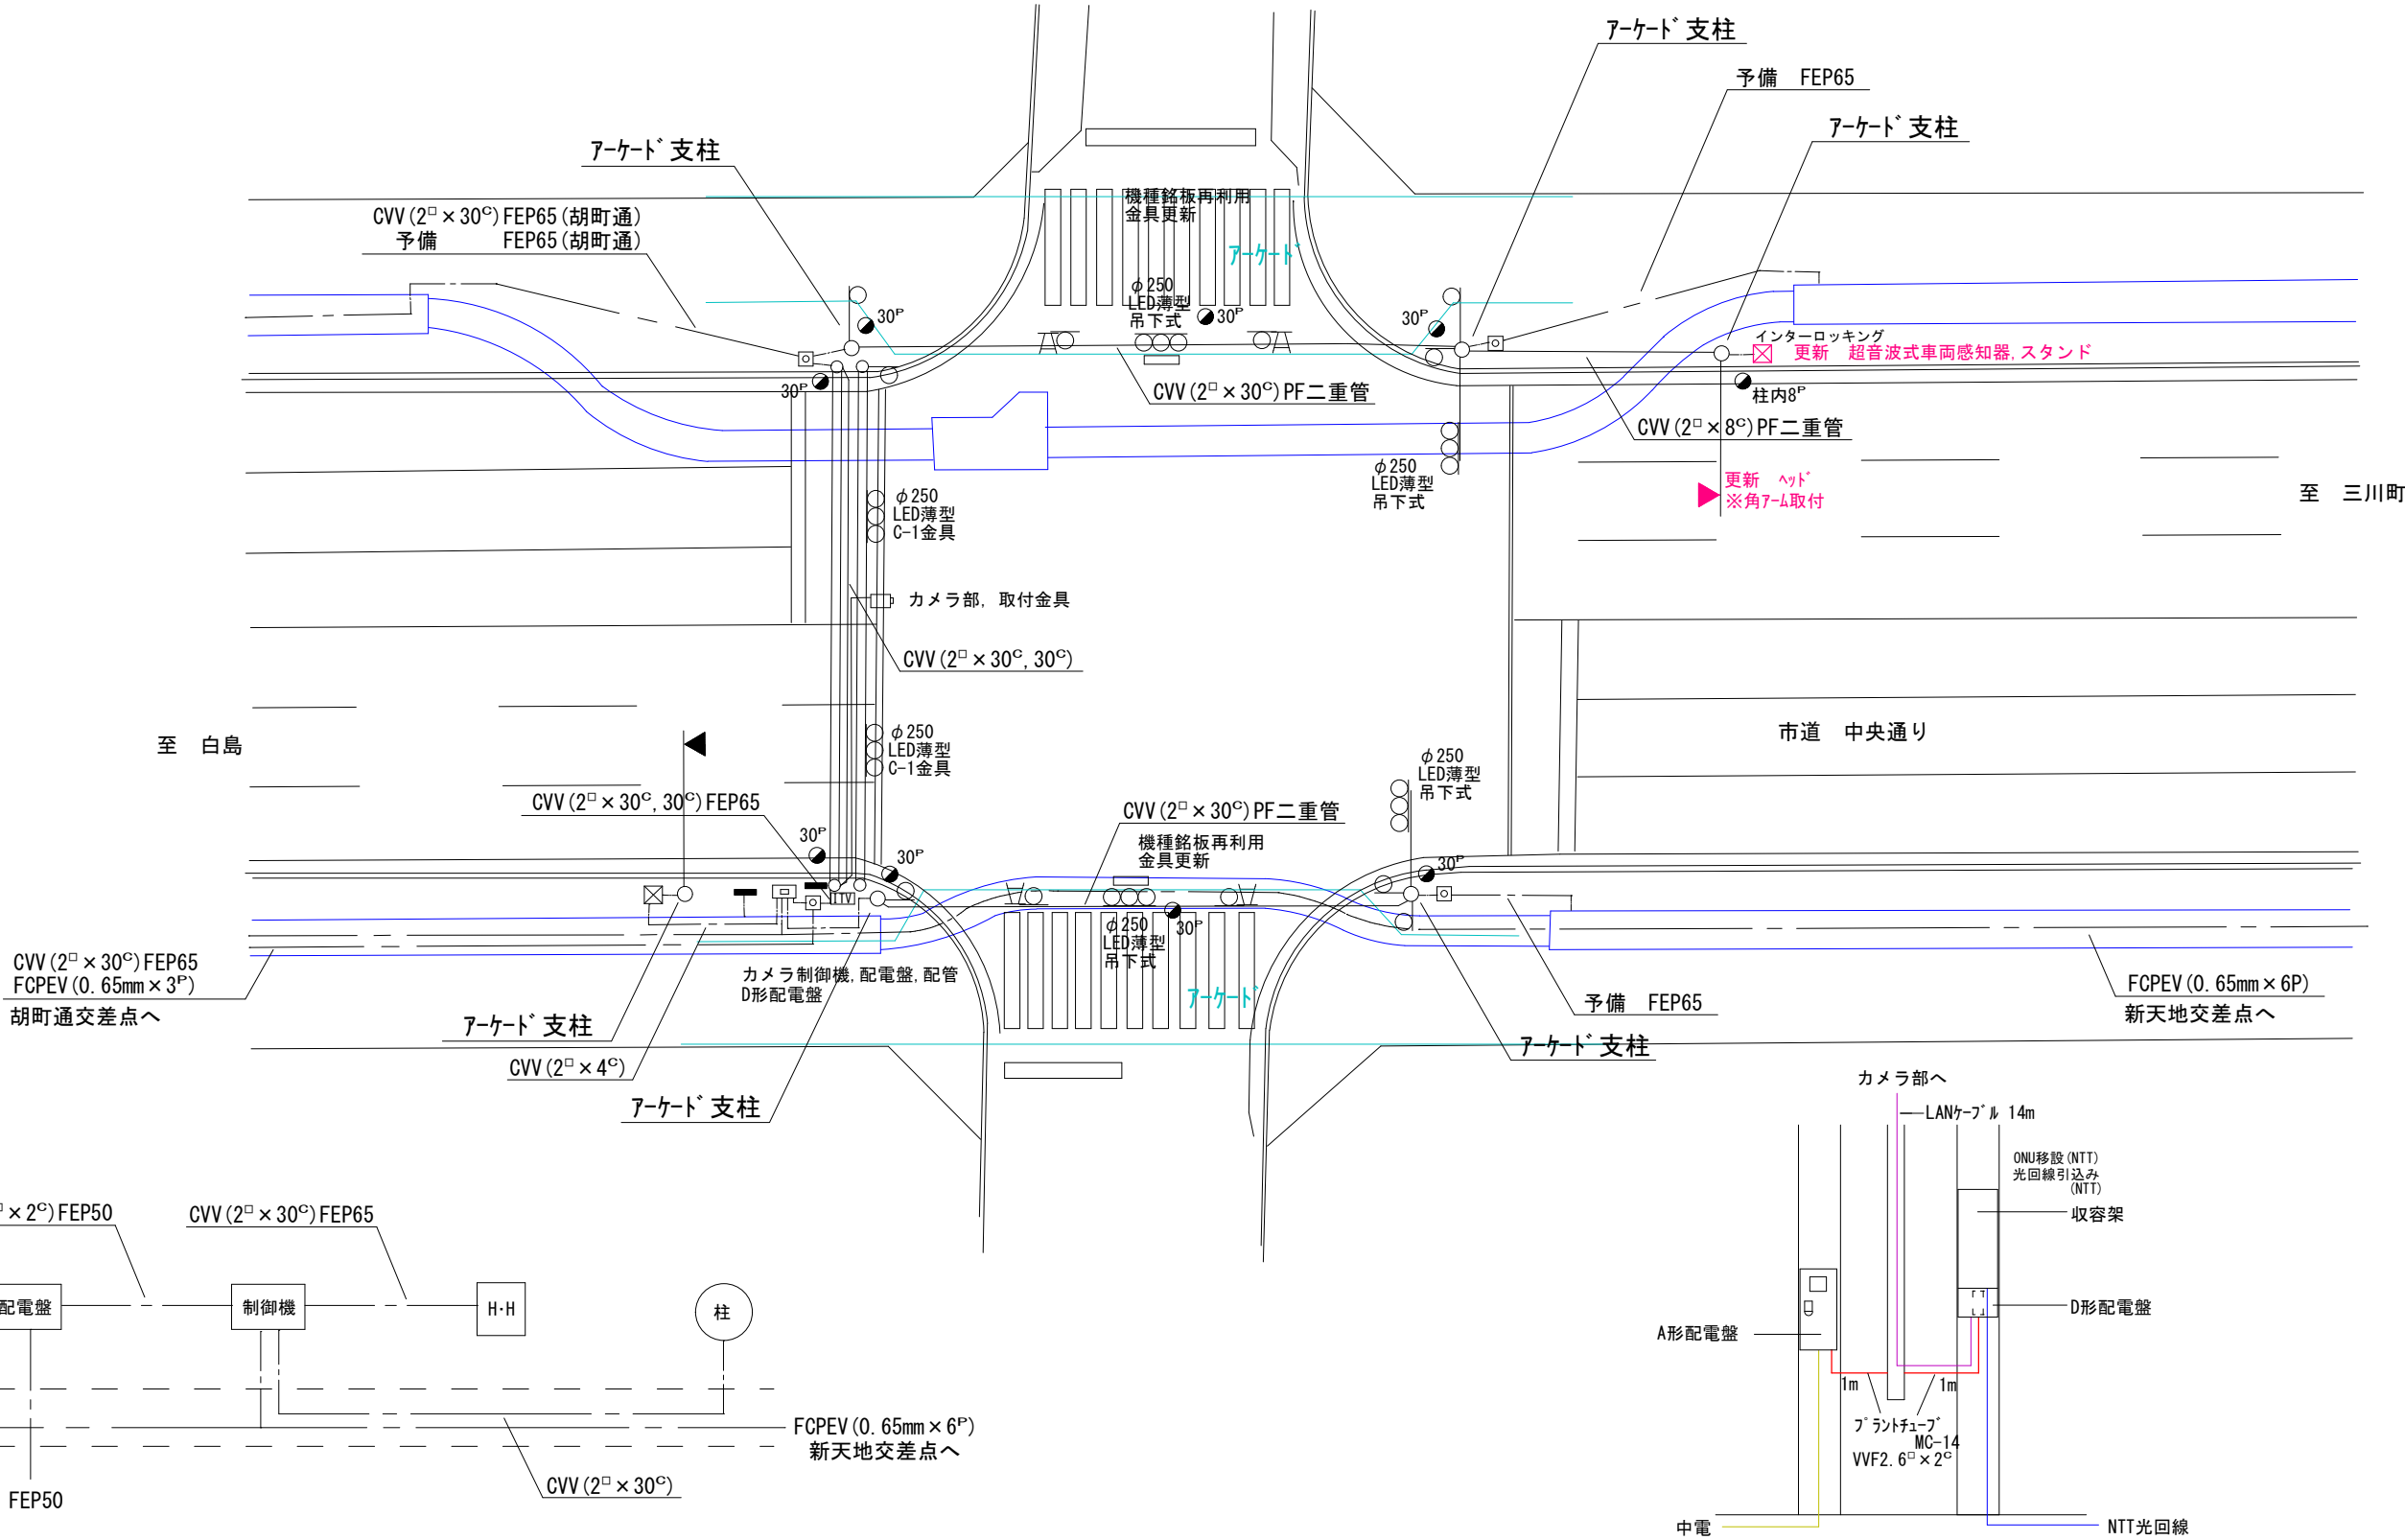 ｱｰｹｰﾄﾞ支柱
予備　FEP65
ｱｰｹｰﾄﾞ支柱
ｱｰｹｰﾄﾞ支柱
CVV(2□×30C)FEP65(胡町通)
予備　FEP65(胡町通)
機種銘板再利用
金具更新
ｱｰｹｰﾄﾞ
φ250
LED薄型
吊下式
30P
30P
30P
30P
インターロッキング
更新　超音波式車両感知器,スタンド
柱内8P
CVV(2□×30C)PF二重管
CVV(2□×8C)PF二重管
φ250
LED薄型
吊下式
更新　ﾍｯﾄﾞ
※角ｱｰﾑ取付
至　三川町
φ250
LED薄型
C-1金具
カメラ部, 取付金具
CVV(2□×30C,30C)
至　白島
市道　中央通り
φ250
LED薄型
C-1金具
φ250
LED薄型
吊下式
CVV(2□×30C,30C)FEP65
CVV(2□×30C)PF二重管
機種銘板再利用
金具更新
30P
30P
30P
ITV
30P
φ250
LED薄型
吊下式
CVV(2□×30C)FEP65
FCPEV(0.65mm×3P)
胡町通交差点へ
カメラ制御機,配電盤,配管
D形配電盤
ｱｰｹｰﾄﾞ
予備　FEP65
FCPEV(0.65mm×6P)
新天地交差点へ
ｱｰｹｰﾄﾞ支柱
ｱｰｹｰﾄﾞ支柱
CVV(2□×4C)
ｱｰｹｰﾄﾞ支柱
カメラ部へ
LANｹｰﾌﾞﾙ 14m
ONU移設(NTT)
光回線引込み
(NTT)
収容架
D形配電盤
A形配電盤
1m
1m
ﾌﾟﾗﾝﾄﾁｭｰﾌﾞ
MC-14
VVF2.6□×2C
中電
NTT光回線
□×2C)FEP50
CVV(2□×30C)FEP65
配電盤
制御機
H·H
柱
FCPEV(0.65mm×6P)
新天地交差点へ
CVV(2□×30C)
FEP50